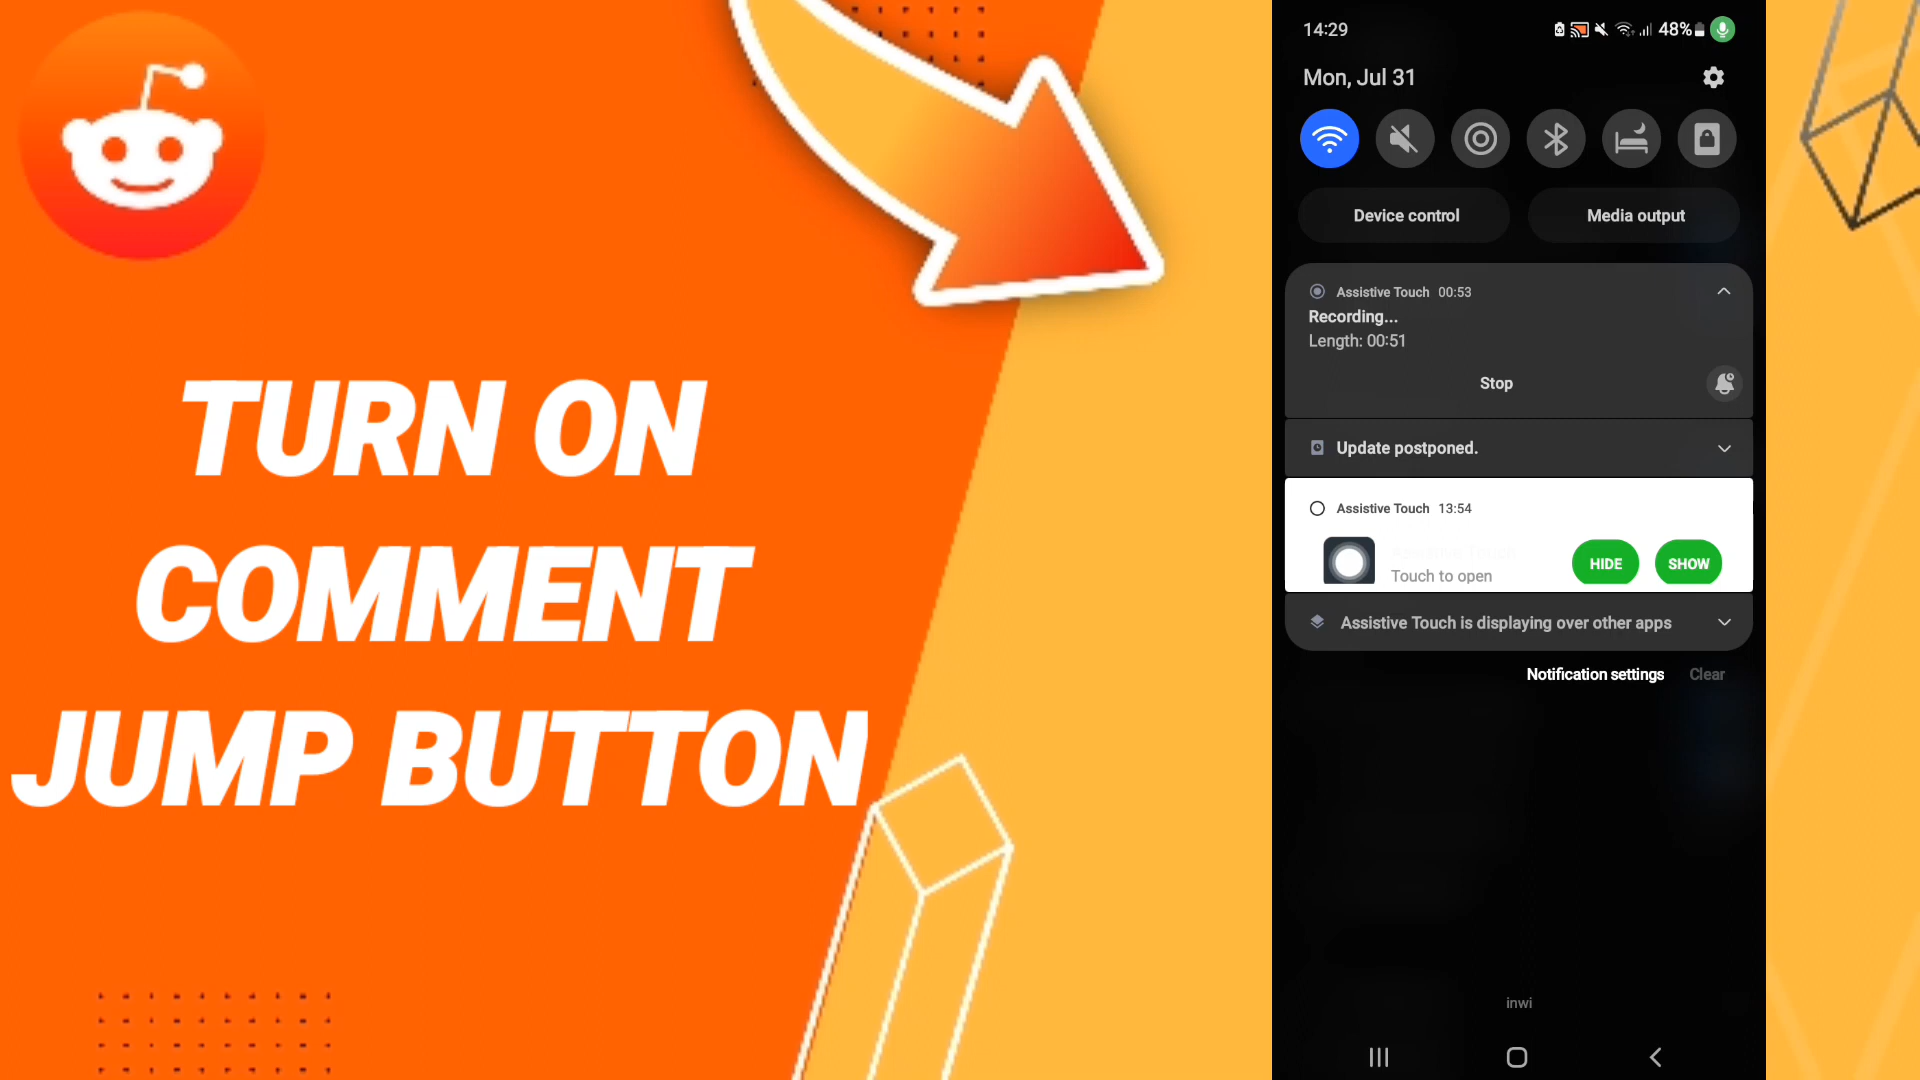 TURN ON
COMMENT
JUMP BUTTON
14:29
48%
Mon, Jul 31
Device control
Media output
Assistive Touch 00:53
Recording...
Length: 00:51
Stop
Update postponed.
Assistive Touch 13:54
Touch to open
HIDE
SHOW
Assistive Touch is displaying over other apps
Notification settings
Clear
inwi